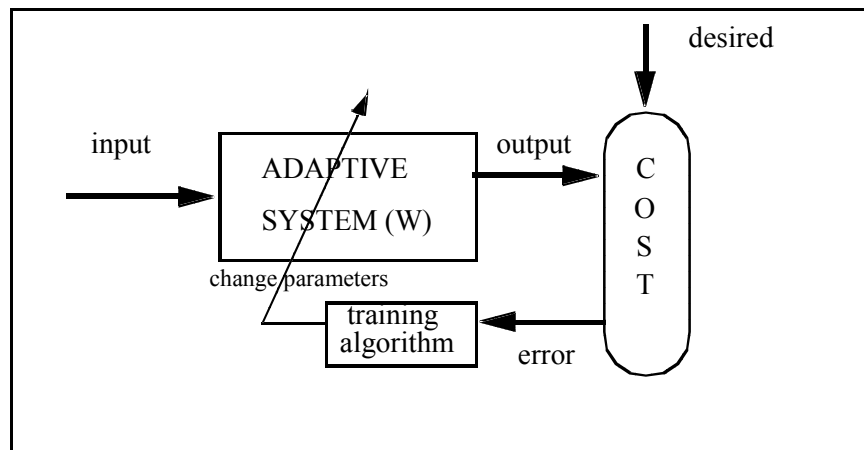 desired
input
ADAPTIVE
SYSTEM (W)
output
C
O
S
T
change parameters
training
algorithm
error